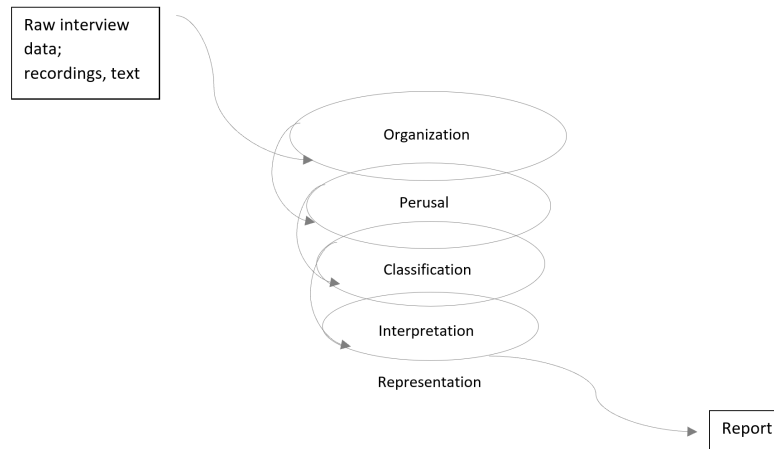 Raw interview
data;
recordings, text
Organization
Perusal
Classification
Interpretation
Representation
Report